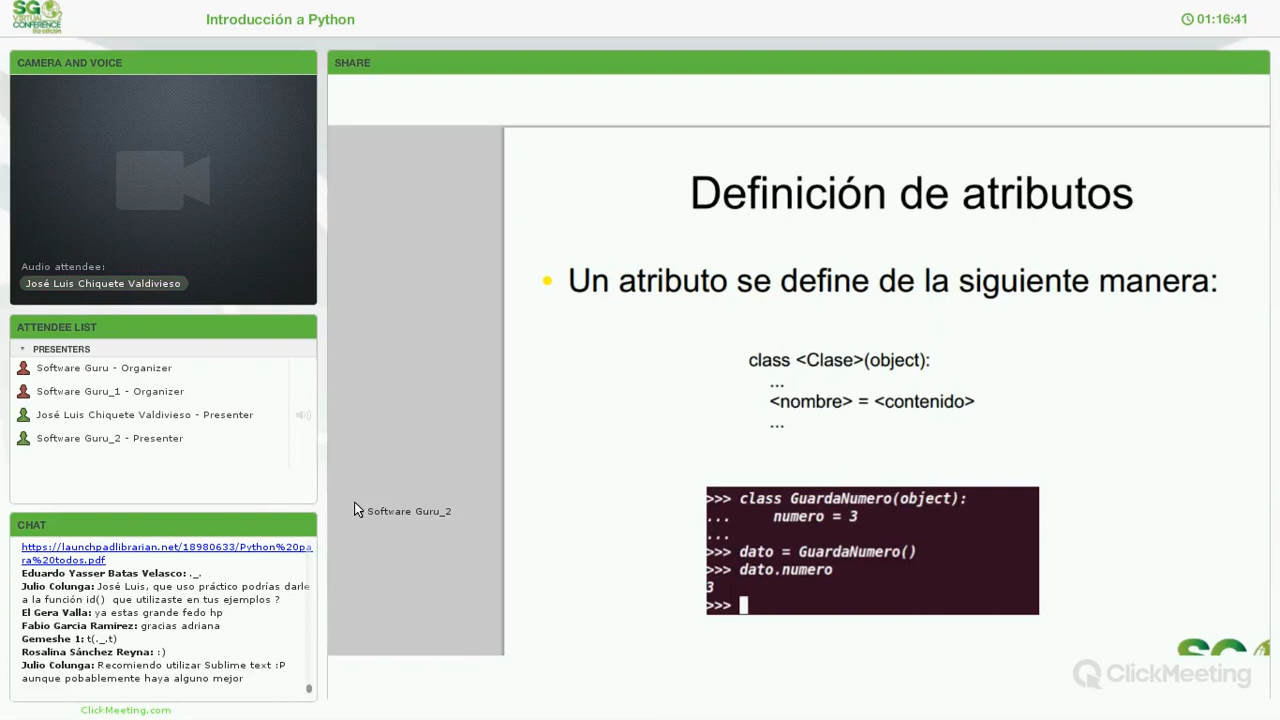 SG
VIRTUAL
CONFERENCE
Introducción a Python
01:16:41
CAMERA AND VOICE
Audio attendee:
José Luis Chiquete Valdivieso
ATTENDEE LIST
PRESENTERS
Software Guru - Organizer
Software Guru_1 - Organizer
José Luis Chiquete Valdivieso - Presenter
Software Guru_2 - Presenter
CHAT
https://launchpadlibrarian.net/18980633/Python%20pa
ra%20todos.pdf
Eduardo Yasser Batas Velasco: ._.
Julio Colunga: José Luis, que uso práctico podrías darle
a la función id() que utilizaste en tus ejemplos ?
El Gera Valla: ya estas grande fedo hp
Fabio Garcia Ramirez: gracias adriana
Gemeshe 1: t(._.t)
Rosalina Sánchez Reyna: :)
Julio Colunga: Recomiendo utilizar Sublime text :P
aunque pobablemente haya alguno mejor
ClickMeeting.com
SHARE
Software Guru_2
Definición de atributos
• Un atributo se define de la siguiente manera:
class <Clase>(object):
...
<nombre> = <contenido>
...
>>> class GuardaNumero(object):
...     numero = 3
...
>>> dato = GuardaNumero()
>>> dato.numero
3
>>>
SG
ClickMeeting